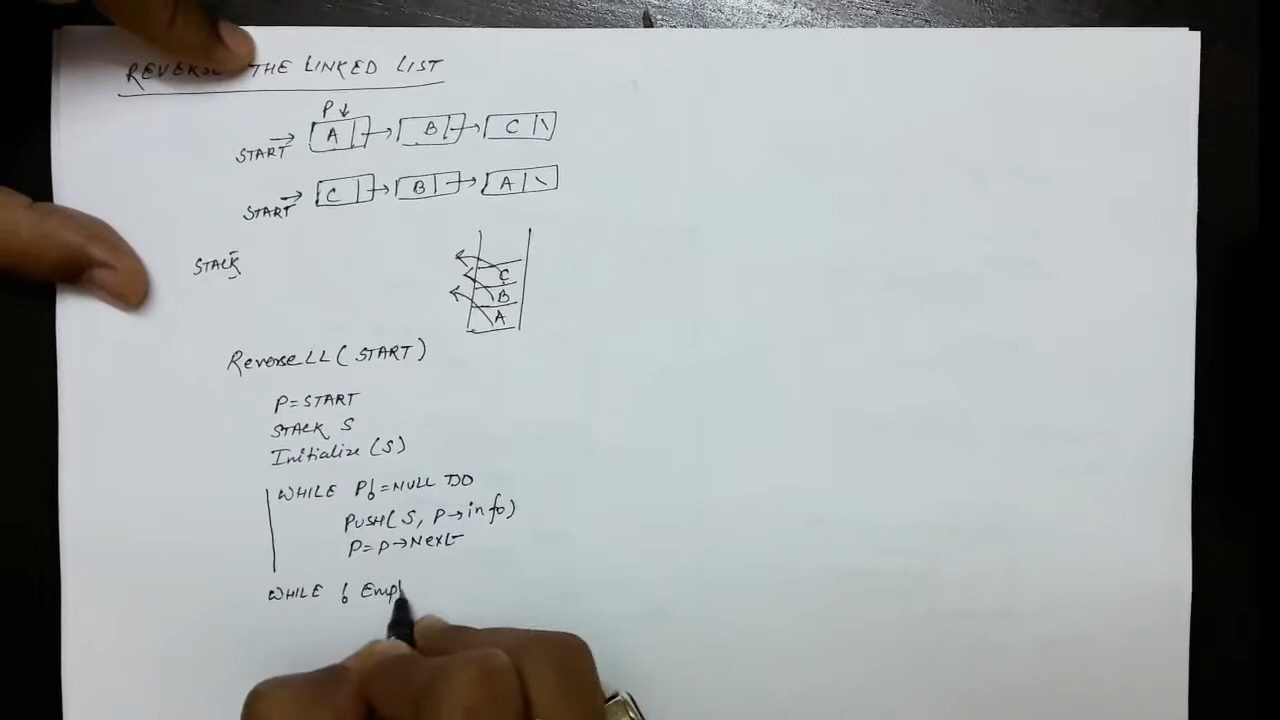 REVERSE THE LINKED LIST
P↓
START → A → B → C \
START → C → B → A \
STACK
C
B
A
ReverseLL(START)
P=START
STACK S
Initialize(S)
WHILE P!=NULL DO
PUSH(S, P→info)
P=P→Next
WHILE ! Emp